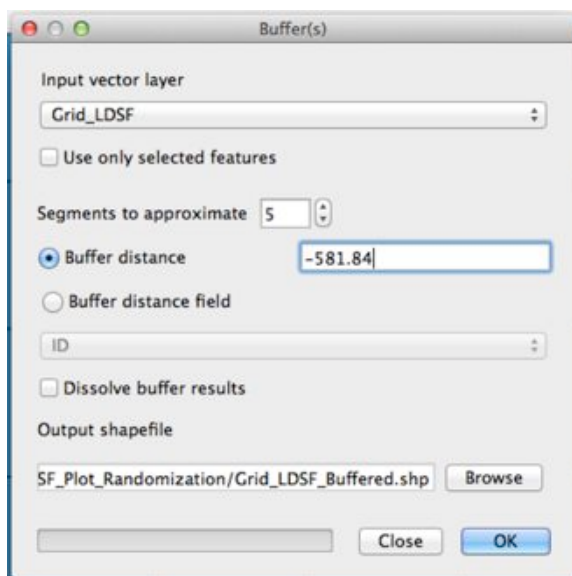 Buffer(s)
Input vector layer
Grid_LDSF
Use only selected features
Segments to approximate 5
Buffer distance -581.84
Buffer distance field
ID
Dissolve buffer results
Output shapefile
SF_Plot_Randomization/Grid_LDSF_Buffered.shp Browse
Close OK